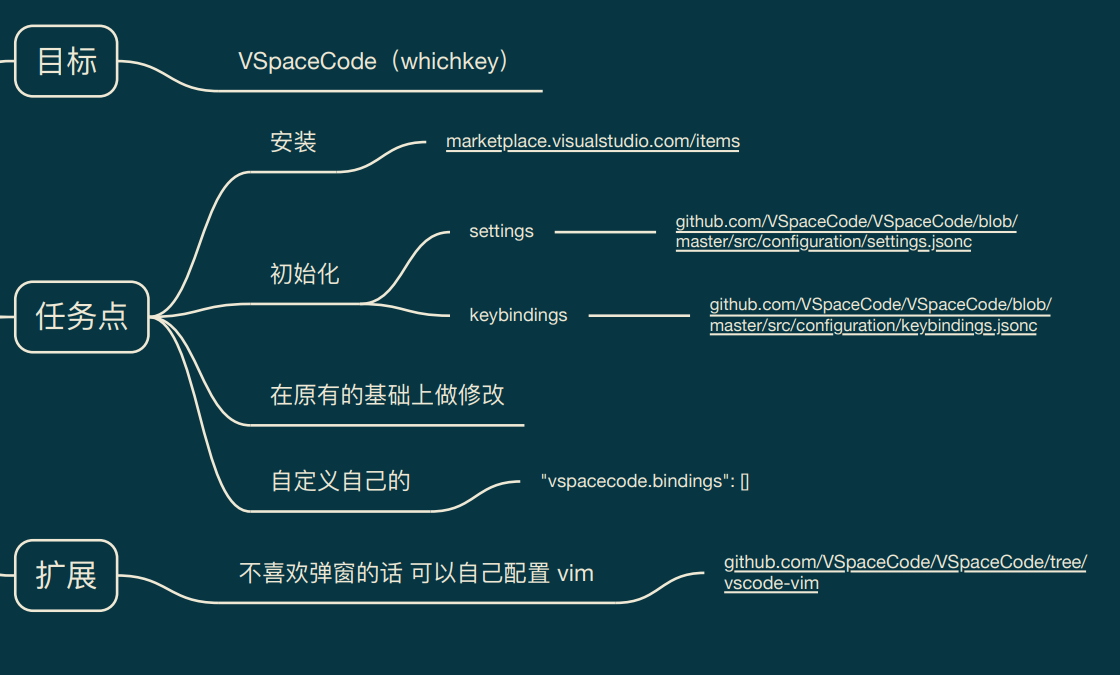 目标
VSpaceCode（whichkey）
任务点
安装
marketplace.visualstudio.com/items
初始化
settings
github.com/VSpaceCode/VSpaceCode/blob/
master/src/configuration/settings.jsonc
keybindings
github.com/VSpaceCode/VSpaceCode/blob/
master/src/configuration/keybindings.jsonc
在原有的基础上做修改
自定义自己的
"vspacecode.bindings": []
扩展
不喜欢弹窗的话 可以自己配置 vim
github.com/VSpaceCode/VSpaceCode/tree/
vscode-vim